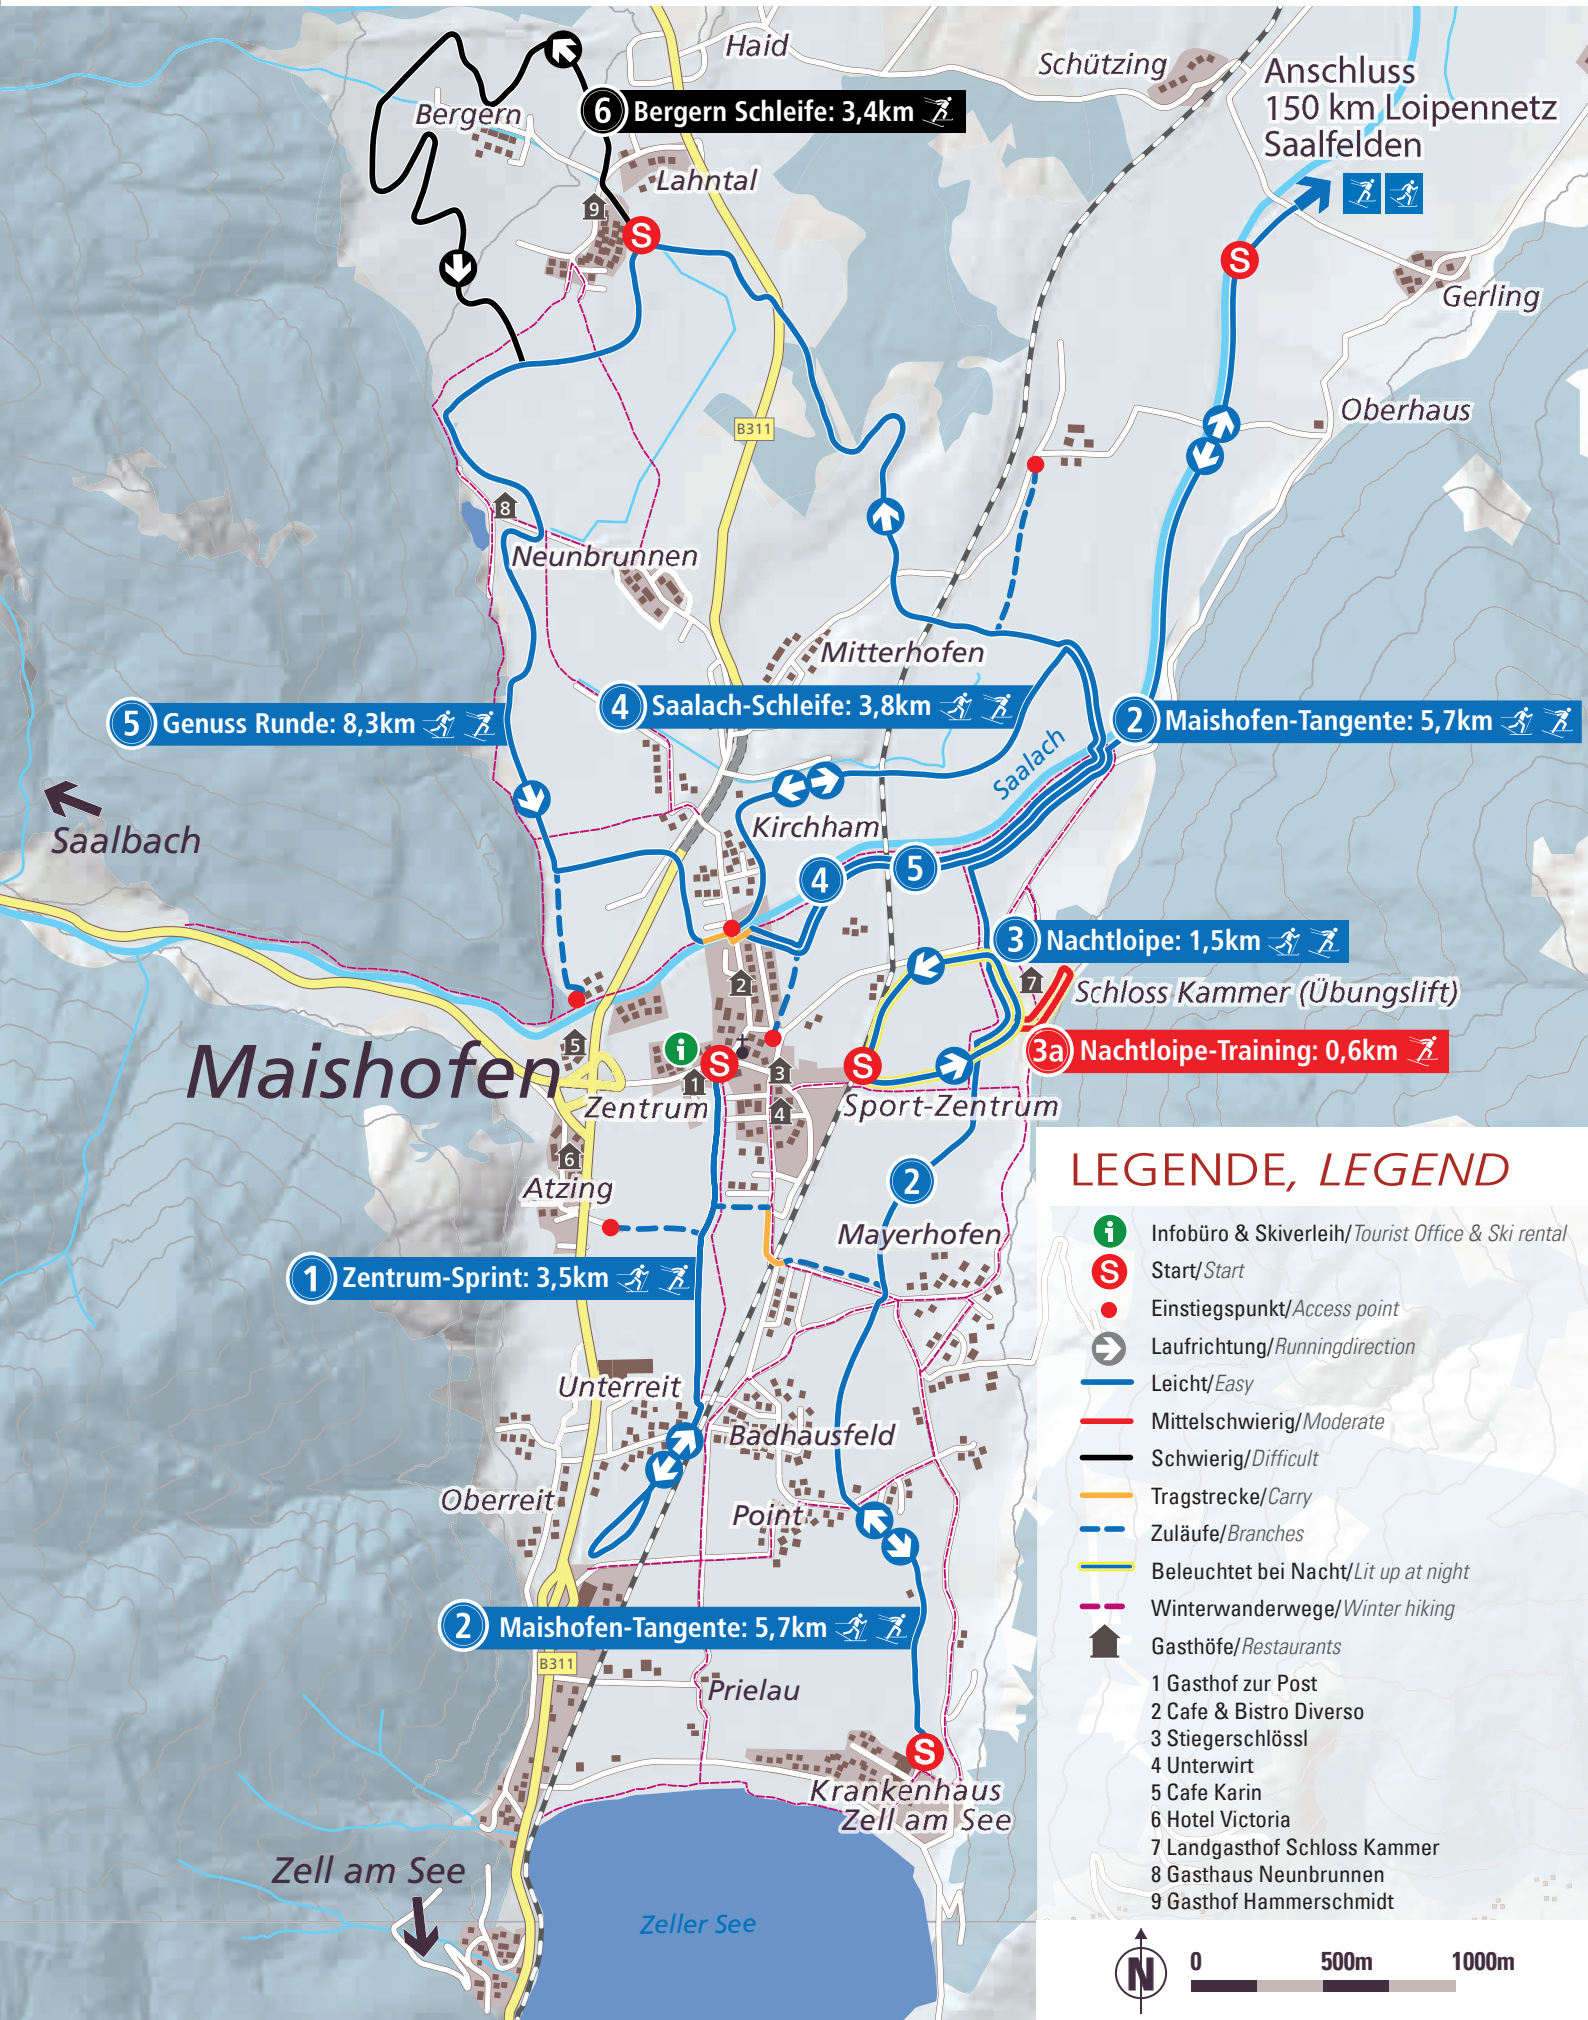 Haid
Schützing
Anschluss
150 km Loipennetz
Saalfelden
Bergern
6 Bergern Schleife: 3,4km
Lahntal
9
S
S
Gerling
B311
Oberhaus
8
Neunbrunnen
Mitterhofen
5 Genuss Runde: 8,3km
4 Saalach-Schleife: 3,8km
2 Maishofen-Tangente: 5,7km
Saalach
Saalbach
Kirchham
4
5
3 Nachtloipe: 1,5km
2
7
Schloss Kammer (Übungslift)
3a Nachtloipe-Training: 0,6km
Maishofen
5
i
S
S
1
3
Zentrum
4
Sport-Zentrum
6
Atzing
2
Mayerhofen
1 Zentrum-Sprint: 3,5km
Unterreit
Badhausfeld
Oberreit
Point
2 Maishofen-Tangente: 5,7km
B311
Prielau
S
Krankenhaus
Zell am See
Zell am See
Zeller See
LEGENDE, LEGEND
i Infobüro & Skiverleih/Tourist Office & Ski rental
S Start/Start
Einstiegspunkt/Access point
Laufrichtung/Runningdirection
Leicht/Easy
Mittelschwierig/Moderate
Schwierig/Difficult
Tragstrecke/Carry
Zuläufe/Branches
Beleuchtet bei Nacht/Lit up at night
Winterwanderwege/Winter hiking
Gasthöfe/Restaurants
1 Gasthof zur Post
2 Cafe & Bistro Diverso
3 Stiegerschlössl
4 Unterwirt
5 Cafe Karin
6 Hotel Victoria
7 Landgasthof Schloss Kammer
8 Gasthaus Neunbrunnen
9 Gasthof Hammerschmidt
N
0 500m 1000m